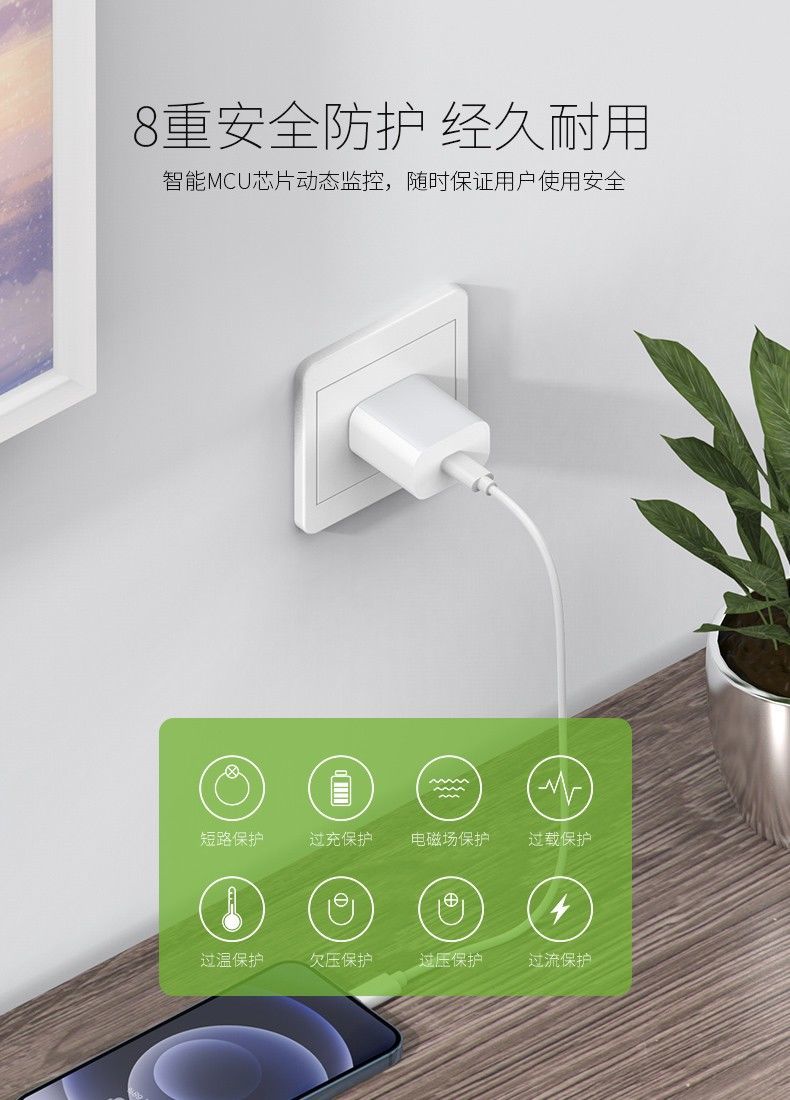 8重安全防护 经久耐用
智能MCU芯片动态监控，随时保证用户使用安全
短路保护 过充保护 电磁场保护 过载保护
过温保护 欠压保护 过压保护 过流保护